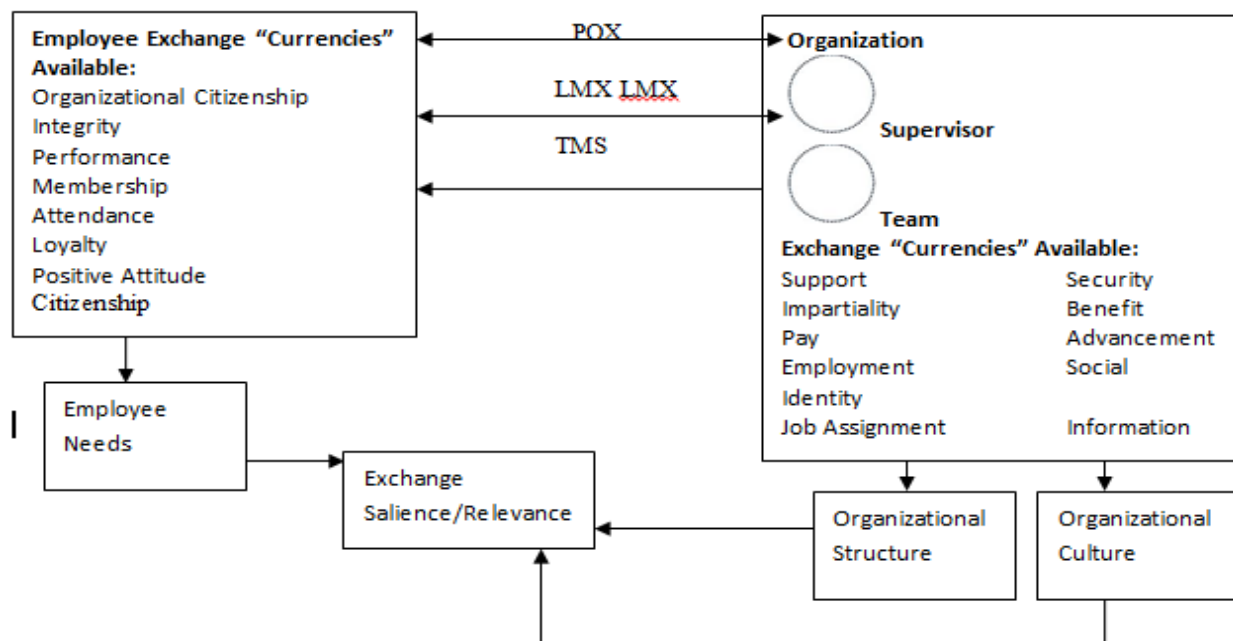 Employee Exchange “Currencies”
Available:
Organizational Citizenship
Integrity
Performance
Membership
Attendance
Loyalty
Positive Attitude
Citizenship
POX
LMX LMX
TMS
Organization
Supervisor
Team
Exchange “Currencies” Available:
Support Security
Impartiality Benefit
Pay Advancement
Employment Social
Identity
Job Assignment Information
Employee
Needs
Exchange
Salience/Relevance
Organizational
Structure
Organizational
Culture